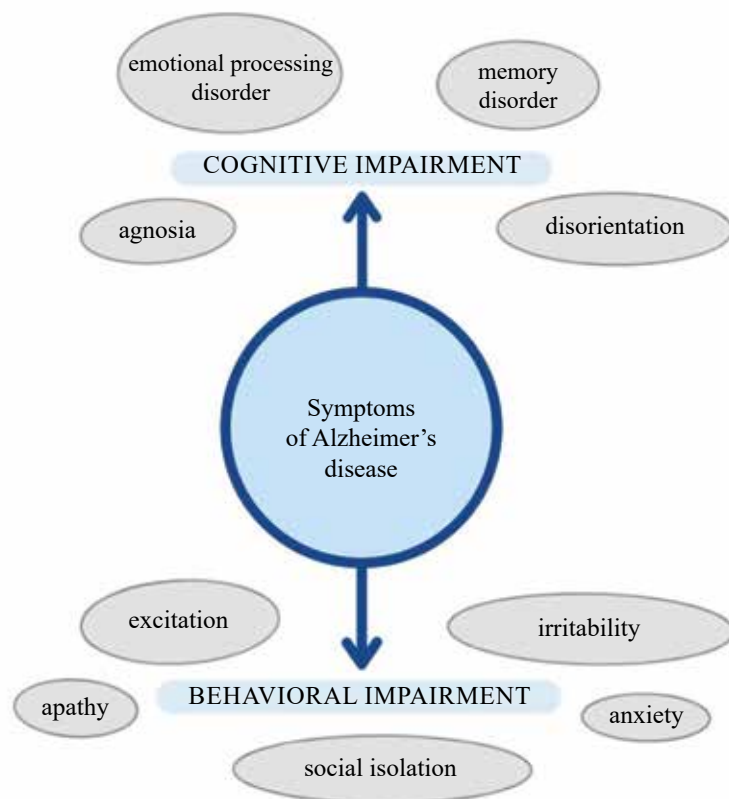 emotional processing
disorder
memory
disorder
COGNITIVE IMPAIRMENT
agnosia
disorientation
Symptoms
of Alzheimer’s
disease
excitation
irritability
apathy
BEHAVIORAL IMPAIRMENT
anxiety
social isolation